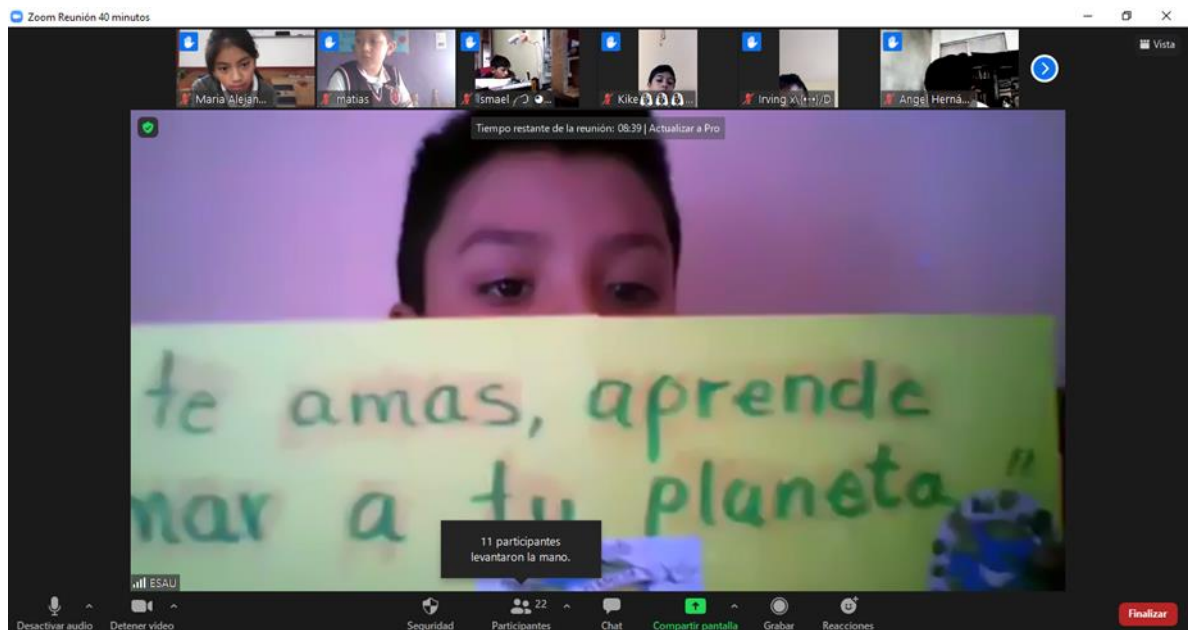 Zoom Reunión 40 minutos
Vista
Maria Alejan...
matias
Ismael
Kike
Irving x\(•••)/D
Angel Herná...
Tiempo restante de la reunión: 08:39 | Actualizar a Pro
te amas, aprende
mar a tu planeta"
11 participantes
levantaron la mano.
ESAU
Desactivar audio
Detener video
Seguridad
22
Participantes
Chat
Compartir pantalla
Grabar
Reacciones
Finalizar